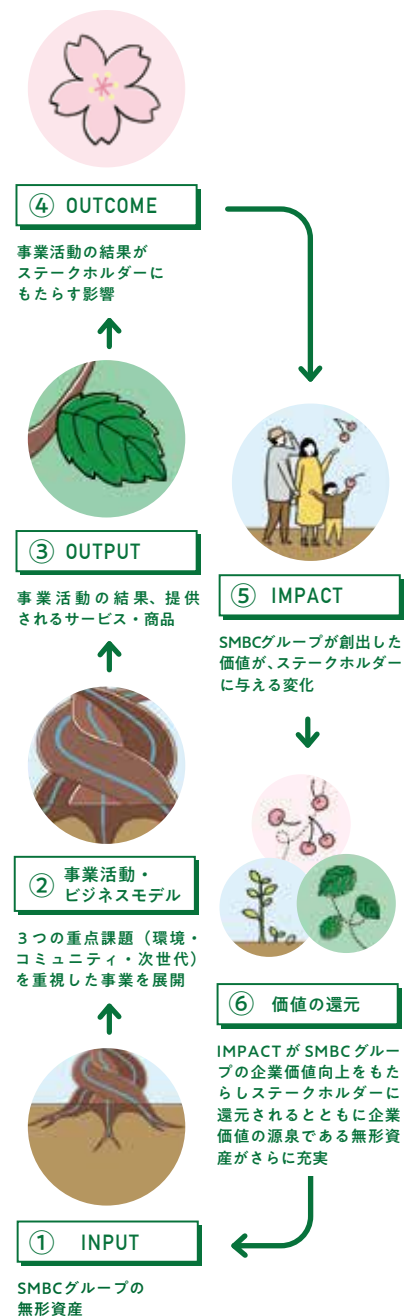 ④ OUTCOME
事業活動の結果が
ステークホルダーに
もたらす影響
③ OUTPUT
事業活動の結果、提供
されるサービス・商品
② 事業活動・
ビジネスモデル
3つの重点課題（環境・
コミュニティ・次世代）
を重視した事業を展開
① INPUT
SMBCグループの
無形資産
⑤ IMPACT
SMBCグループが創出した
価値が、ステークホルダー
に与える変化
⑥ 価値の還元
IMPACTがSMBCグルー
プの企業価値向上をもた
らしステークホルダーに
還元されるとともに企業
価値の源泉である無形資
産がさらに充実